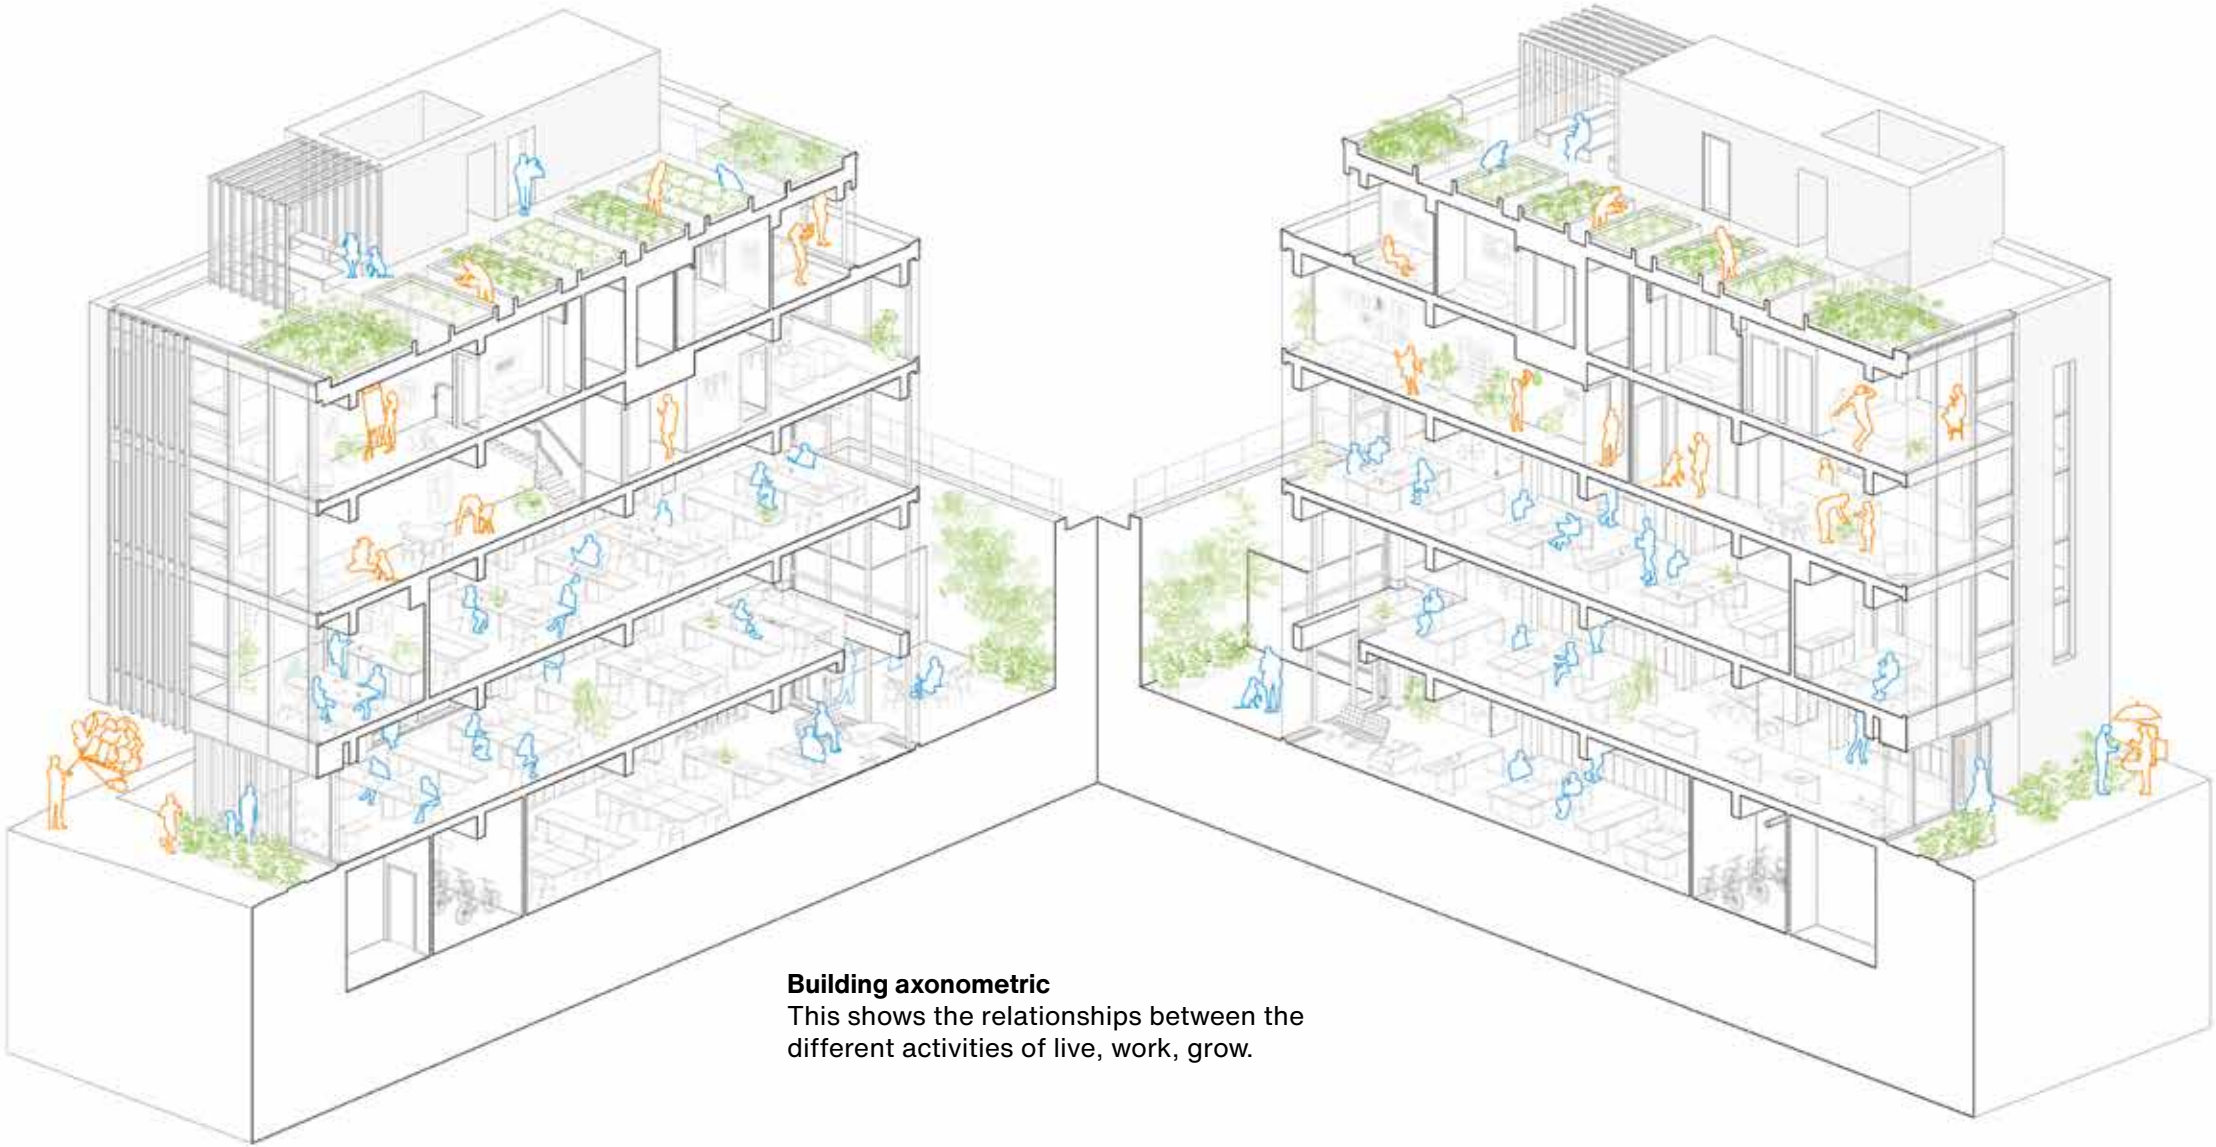 Building axonometric
This shows the relationships between the
different activities of live, work, grow.